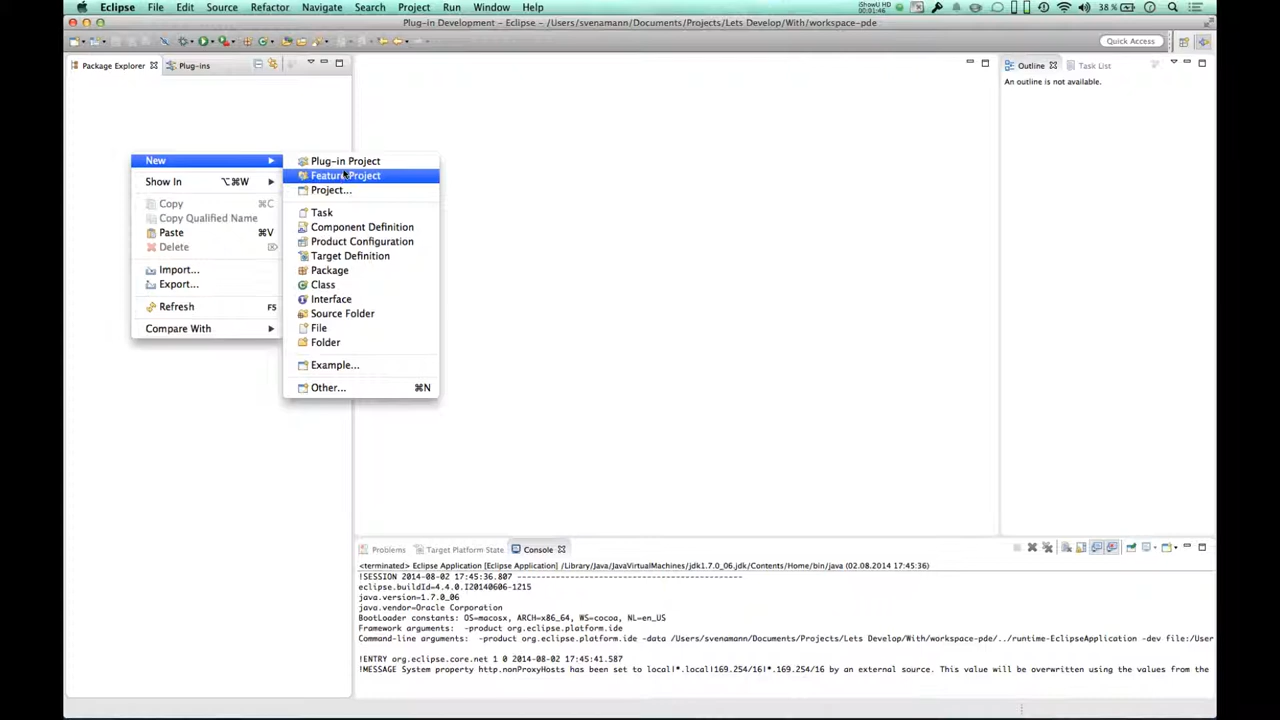 Eclipse File Edit Source Refactor Navigate Search Project Run Window Help iShowU HD 00:01:46 38 %
Plug-in Development - Eclipse - /Users/svenamann/Documents/Projects/Lets Develop/With/workspace-pde
Quick Access
Package Explorer Plug-ins Outline Task List
An outline is not available.
New
Show In ⌥⌘W
Copy ⌘C
Copy Qualified Name
Paste ⌘V
Delete ⌦
Import...
Export...
Refresh F5
Compare With
Plug-in Project
Feature Project
Project...
Task
Component Definition
Product Configuration
Target Definition
Package
Class
Interface
Source Folder
File
Folder
Example...
Other... ⌘N
Problems Target Platform State Console
<terminated> Eclipse Application [Eclipse Application] /Library/Java/JavaVirtualMachines/jdk1.7.0_06.jdk/Contents/Home/bin/java (02.08.2014 17:45:36)
!SESSION 2014-08-02 17:45:36.807 -----------------------------------------------
eclipse.buildId=4.4.0.I20140606-1215
java.version=1.7.0_06
java.vendor=Oracle Corporation
BootLoader constants: OS=macosx, ARCH=x86_64, WS=cocoa, NL=en_US
Framework arguments: -product org.eclipse.platform.ide
Command-line arguments: -product org.eclipse.platform.ide -data /Users/svenamann/Documents/Projects/Lets Develop/With/workspace-pde/../runtime-EclipseApplication -dev file:/User
!ENTRY org.eclipse.core.net 1 0 2014-08-02 17:45:41.587
!MESSAGE System property http.nonProxyHosts has been set to local|*.local|169.254/16|*.169.254/16 by an external source. This value will be overwritten using the values from the